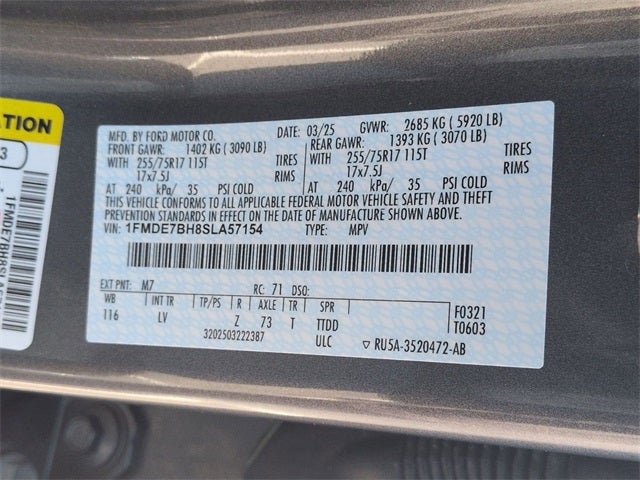 ATION
3
1FMDE7BH8SLA5
MFD. BY FORD MOTOR CO. DATE: 03/25 GVWR: 2685 KG ( 5920 LB)
FRONT GAWR: 1402 KG ( 3090 LB) REAR GAWR: 1393 KG ( 3070 LB)
WITH 255/75R17 115T TIRES WITH 255/75R17 115T TIRES
17x7.5J RIMS 17x7.5J RIMS
AT 240 kPa/ 35 PSI COLD AT 240 kPa/ 35 PSI COLD
THIS VEHICLE CONFORMS TO ALL APPLICABLE FEDERAL MOTOR VEHICLE SAFETY AND THEFT
PREVENTION STANDARDS IN EFFECT ON THE DATE OF MANUFACTURE SHOWN ABOVE.
VIN: 1FMDE7BH8SLA57154 TYPE: MPV
EXT PNT: M7 RC: 71 DSO:
WB INT TR TP/PS R AXLE TR SPR F0321
116 LV Z 73 T TTDD T0603
3202503222387 ULC ▽ RU5A-3520472-AB